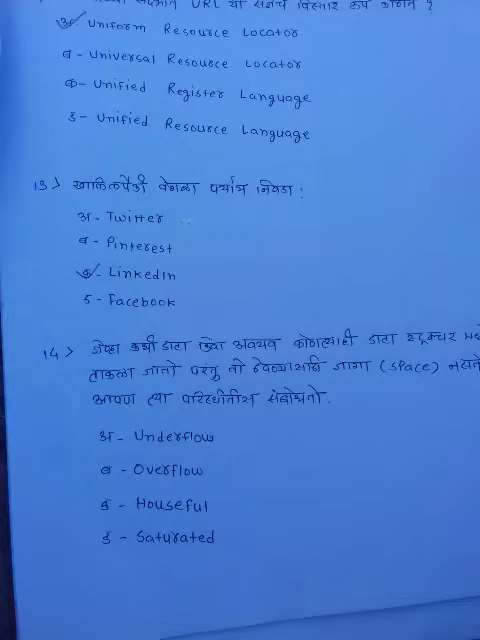 URL या संज्ञेचे विस्तार रूप कोणते ?
अ- Uniform Resource Locator
ब- Universal Resource Locator
क- Unified Register Language
ड- Unified Resource Language
13> खालिलपैकी वेगळा पर्याय निवडा :
अ- Twitter
ब- Pinterest
क- LinkedIn
ड- Facebook
14> जेव्हा कधी डाटा किंवा अवयव कोणत्याही डाटा स्ट्रक्चर मध्ये
टाकला जातो परंतु तो ठेवण्यासाठी जागा (space) नसते
आपण त्या परिस्थीतीस संबोधतो.
अ- Underflow
ब- Overflow
क- Houseful
ड- Saturated